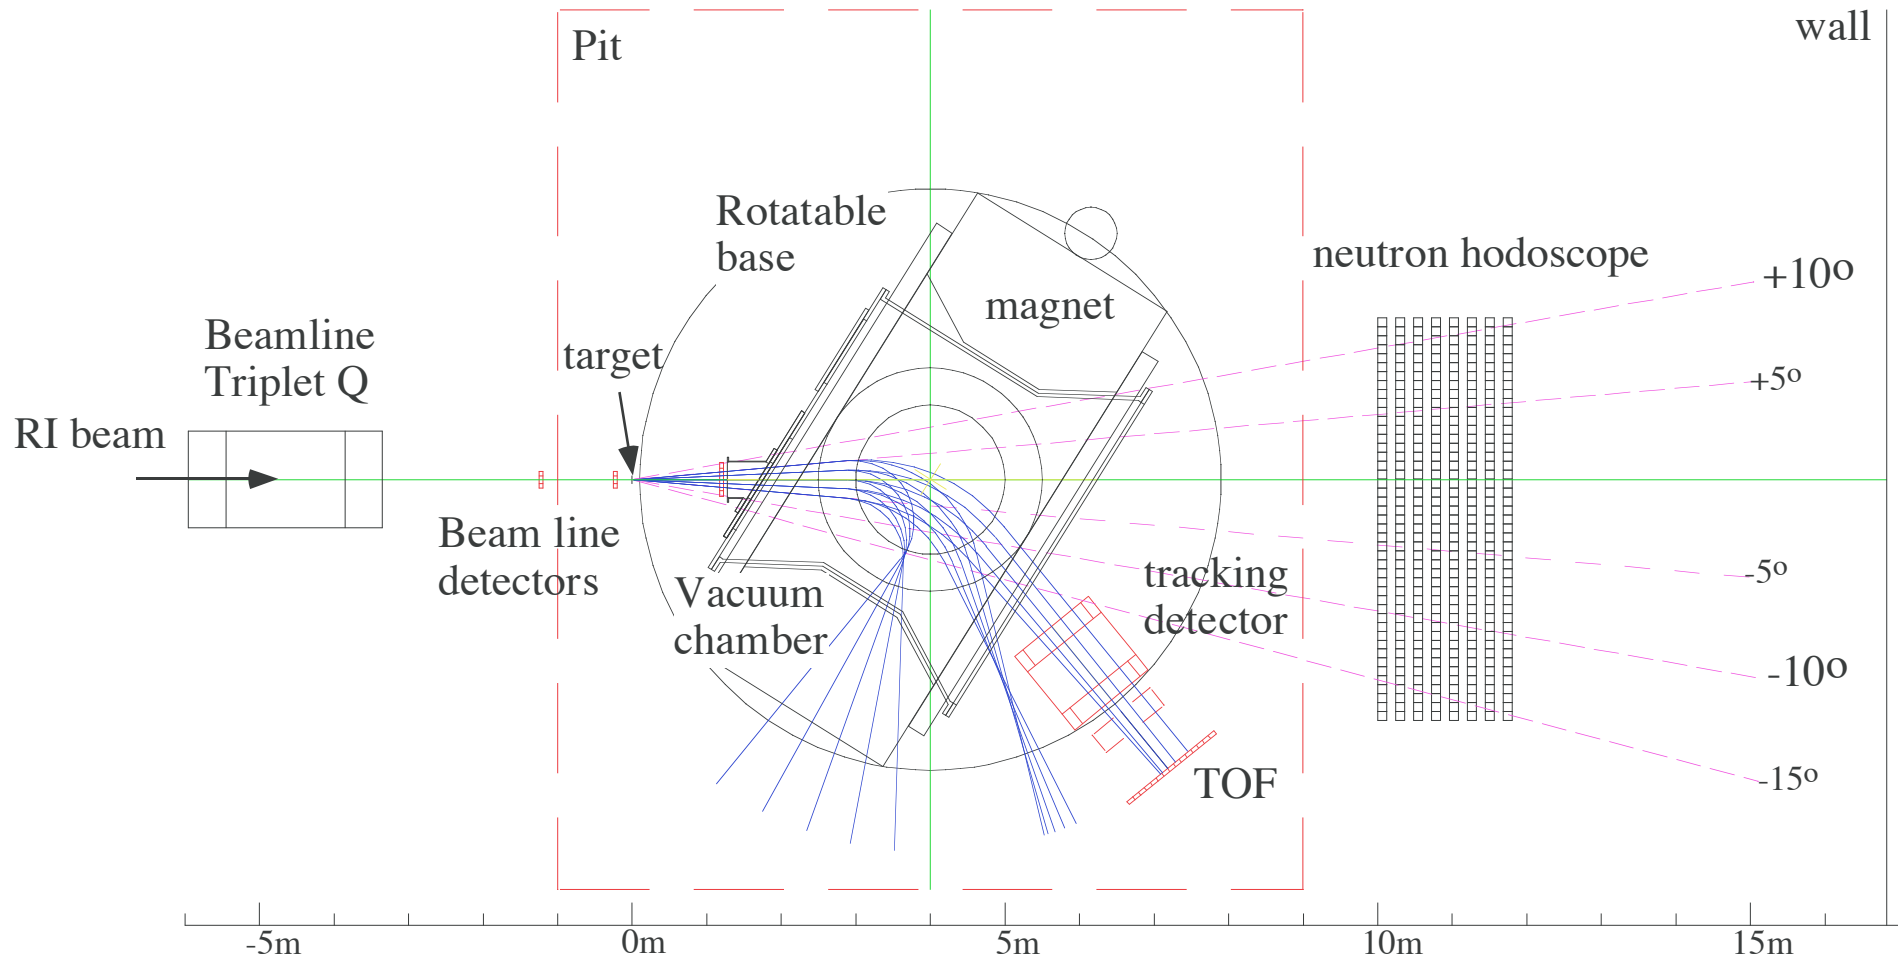 wall
Pit
Rotatable
base
neutron hodoscope
+10º
magnet
Beamline
Triplet Q
target
+5º
RI beam
Beam line
detectors
-5º
tracking
detector
Vacuum
chamber
-10º
-15º
TOF
-5m
0m
5m
10m
15m